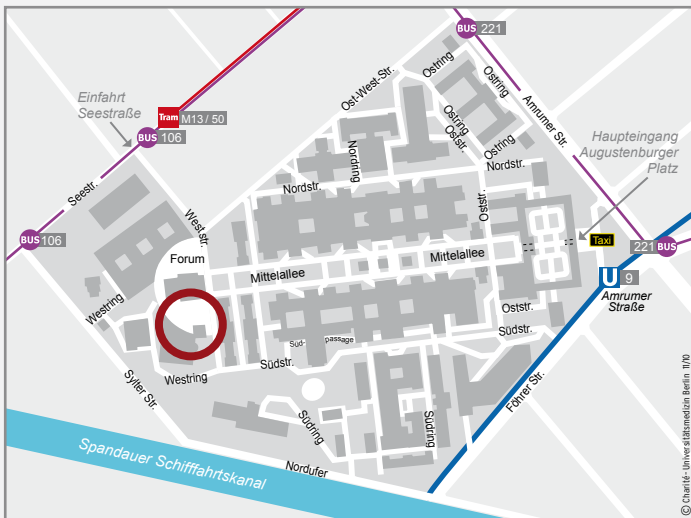 BUS 221
Ostring
Ost-West-Str.
Ostring
Einfahrt
Seestraße
Tram M13 / 50
BUS 106
Amrumer Str.
Ostring
Oststr.
Ostring
Haupteingang
Augustenburger
Platz
Nordring
Nordstr.
Nordstr.
Seestr.
Weststr.
Oststr.
BUS 106
Taxi
221 BUS
Forum
Mittelallee
Mittelallee
U 9
Amrumer
Straße
Westring
Oststr.
Südstr.
Süd-
passage
Südstr.
Westring
Sylter Str.
Föhrer Str.
Südring
Südring
Spandauer Schifffahrtskanal
Nordufer
© Charité - Universitätsmedizin Berlin 11/10